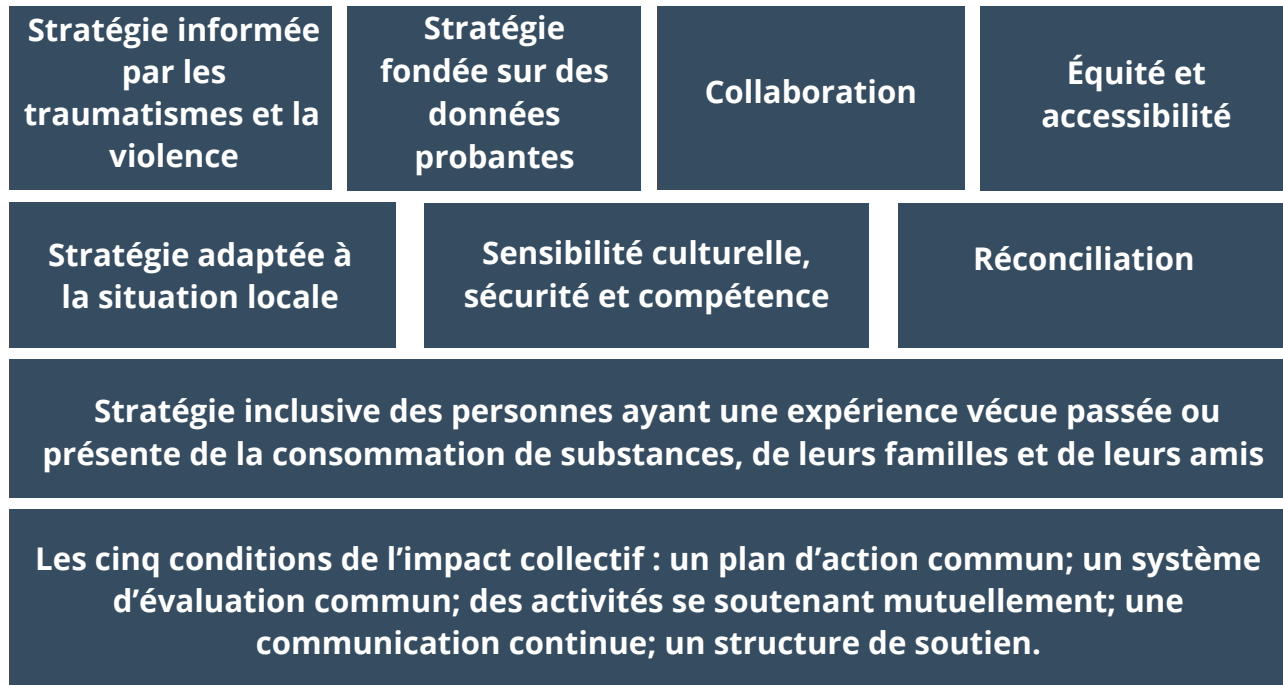 Stratégie informée
par les
traumatismes et la
violence
Stratégie
fondée sur des
données
probantes
Collaboration
Équité et
accessibilité
Stratégie adaptée à
la situation locale
Sensibilité culturelle,
sécurité et compétence
Réconciliation
Stratégie inclusive des personnes ayant une expérience vécue passée ou
présente de la consommation de substances, de leurs familles et de leurs amis
Les cinq conditions de l’impact collectif : un plan d’action commun; un système
d’évaluation commun; des activités se soutenant mutuellement; une
communication continue; un structure de soutien.